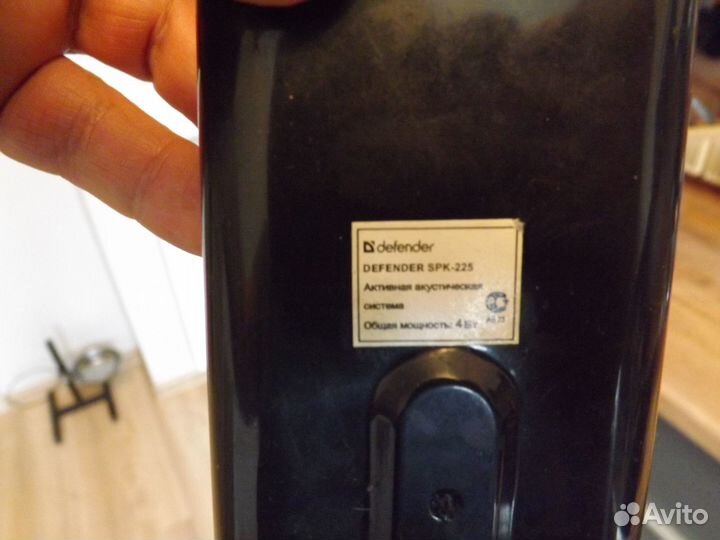 defender
DEFENDER SPK-225
Активная акустическая
система
Общая мощность: 4 Вт
Avito